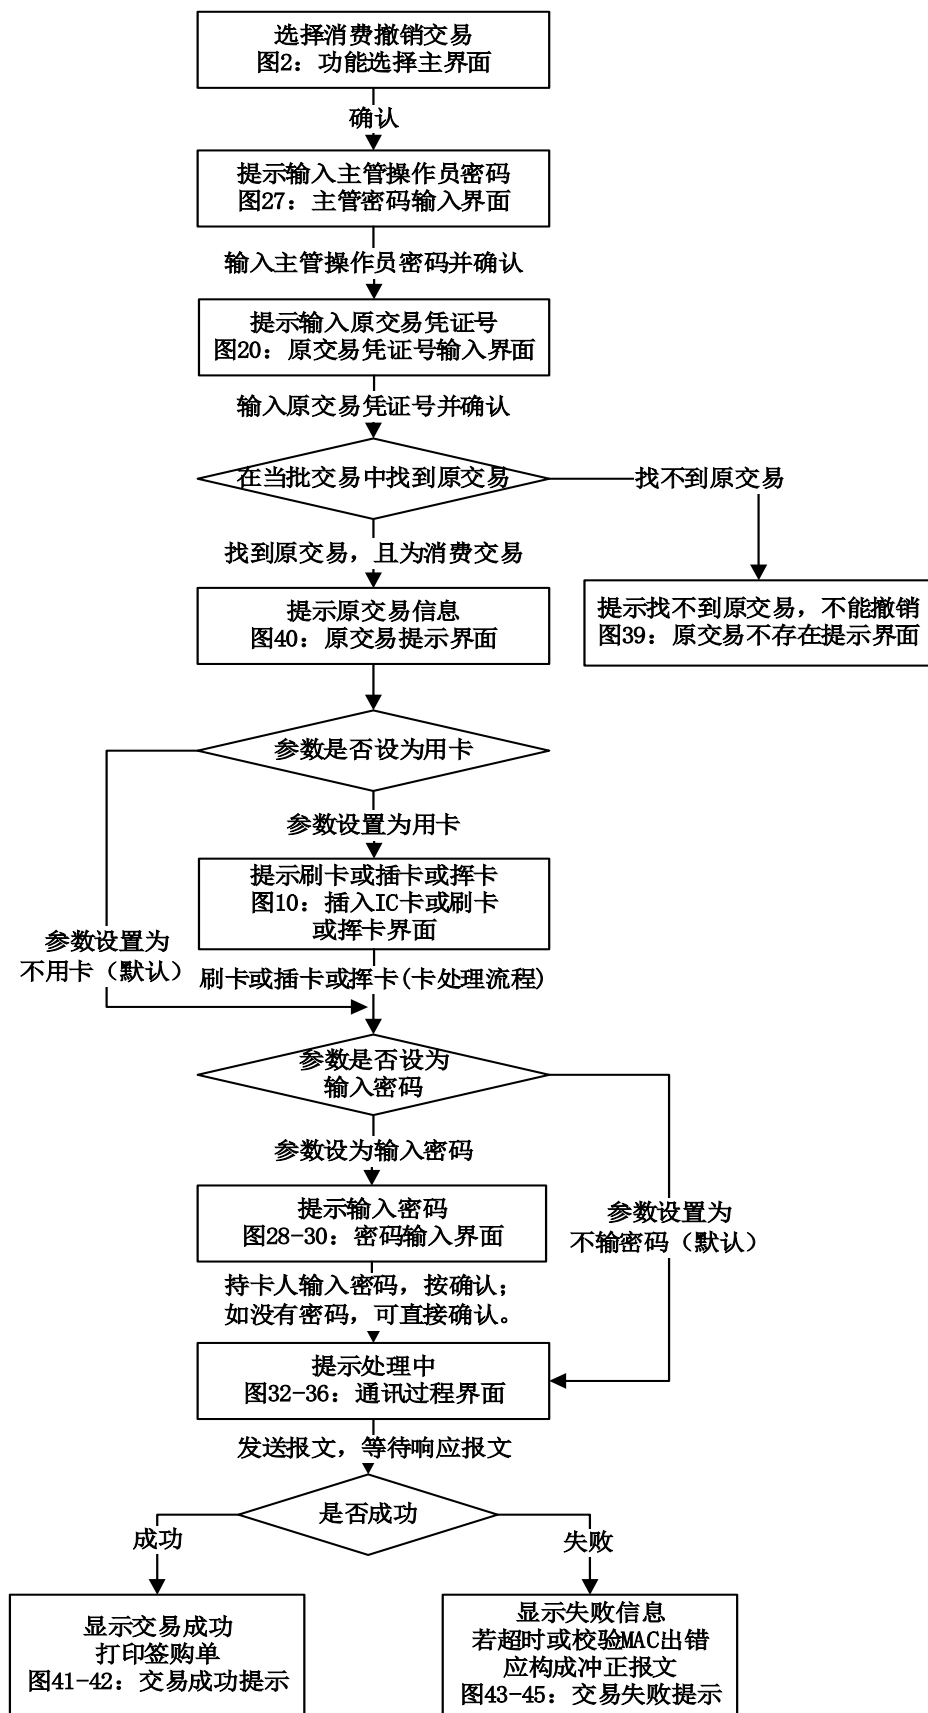 选择消费撤销交易
图2：功能选择主界面
确认
提示输入主管操作员密码
图27：主管密码输入界面
输入主管操作员密码并确认
提示输入原交易凭证号
图20：原交易凭证号输入界面
输入原交易凭证号并确认
在当批交易中找到原交易
找不到原交易
找到原交易，且为消费交易
提示原交易信息
图40：原交易提示界面
提示找不到原交易，不能撤销
图39：原交易不存在提示界面
参数是否设为用卡
参数设置为用卡
提示刷卡或插卡或挥卡
图10：插入IC卡或刷卡
或挥卡界面
参数设置为
不用卡（默认）
刷卡或插卡或挥卡(卡处理流程)
参数是否设为
输入密码
参数设为输入密码
提示输入密码
图28-30：密码输入界面
参数设置为
不输密码（默认）
持卡人输入密码，按确认；
如没有密码，可直接确认。
提示处理中
图32-36：通讯过程界面
发送报文，等待响应报文
是否成功
成功
失败
显示交易成功
打印签购单
图41-42：交易成功提示
显示失败信息
若超时或校验MAC出错
应构成冲正报文
图43-45：交易失败提示